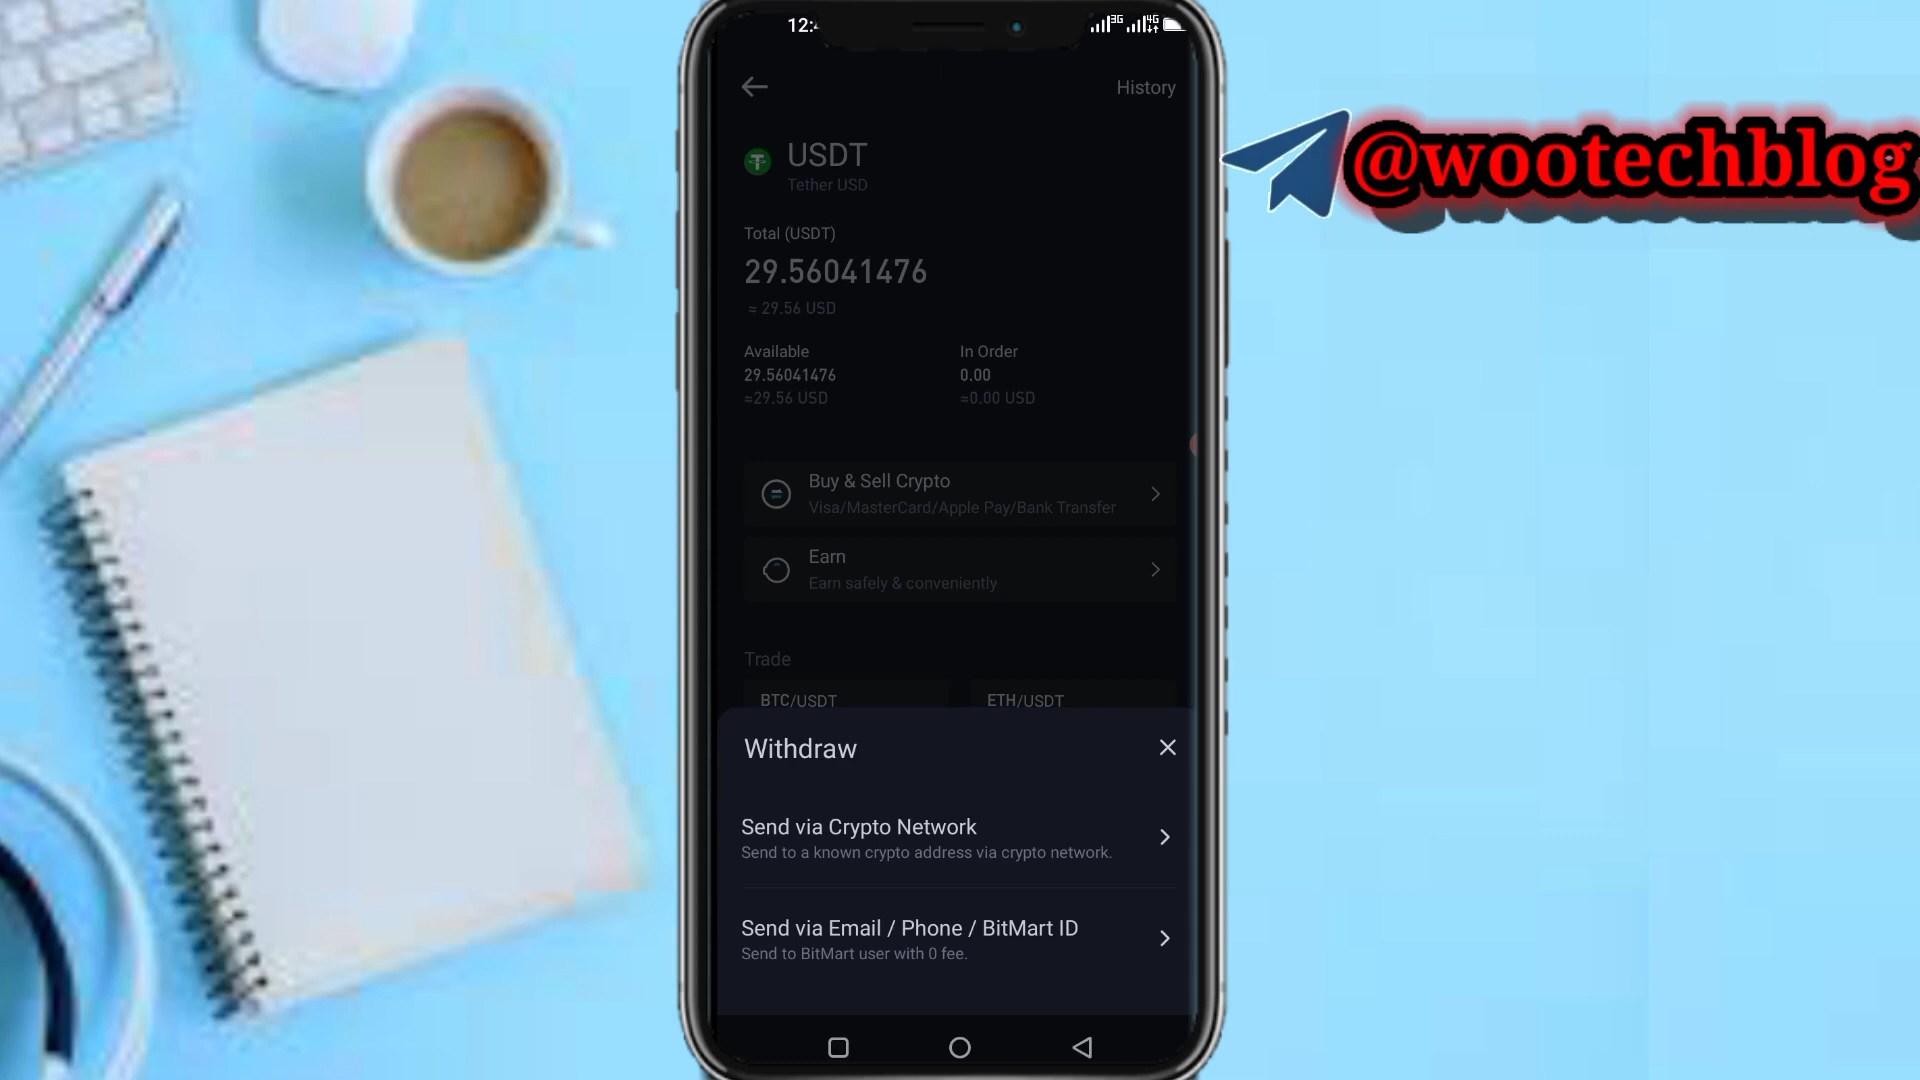 12:
3G 4G
History
USDT
Tether USD
Total (USDT)
29.56041476
≈ 29.56 USD
Available In Order
29.56041476 0.00
≈29.56 USD ≈0.00 USD
Buy & Sell Crypto
Visa/MasterCard/Apple Pay/Bank Transfer
Earn
Earn safely & conveniently
Trade
BTC/USDT ETH/USDT
Withdraw
Send via Crypto Network
Send to a known crypto address via crypto network.
Send via Email / Phone / BitMart ID
Send to BitMart user with 0 fee.
@wootechblog